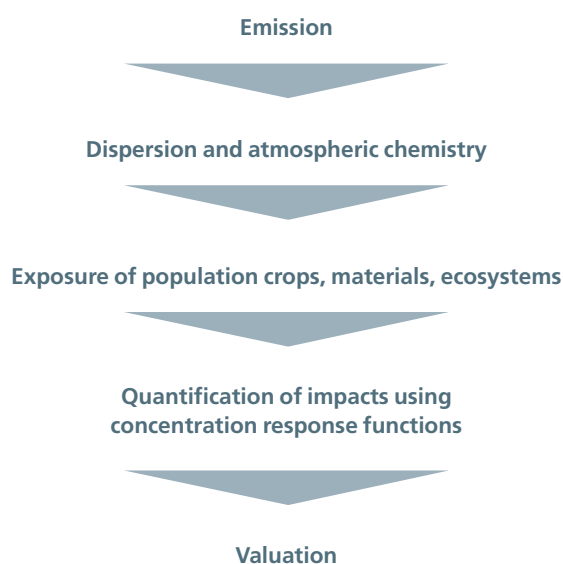 Emission
Dispersion and atmospheric chemistry
Exposure of population crops, materials, ecosystems
Quantification of impacts using
concentration response functions
Valuation